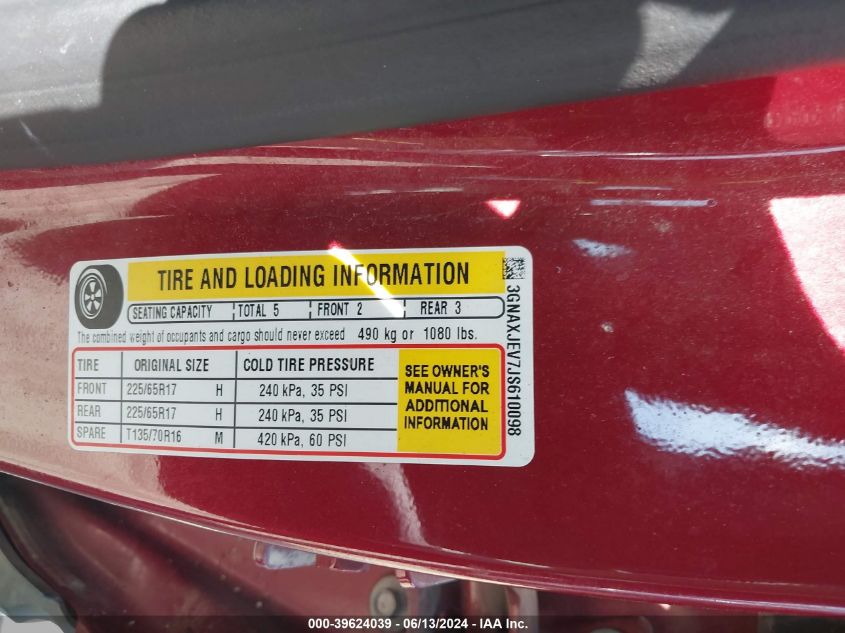 TIRE AND LOADING INFORMATION
SEATING CAPACITY TOTAL 5 FRONT 2 REAR 3
The combined weight of occupants and cargo should never exceed 490 kg or 1080 lbs.
TIRE ORIGINAL SIZE COLD TIRE PRESSURE
FRONT 225/65R17 H 240 kPa, 35 PSI
REAR 225/65R17 H 240 kPa, 35 PSI
SPARE T135/70R16 M 420 kPa, 60 PSI
SEE OWNER'S
MANUAL FOR
ADDITIONAL
INFORMATION
3GNAXJEV7JS610098
000-39624039 - 06/13/2024 - IAA Inc.